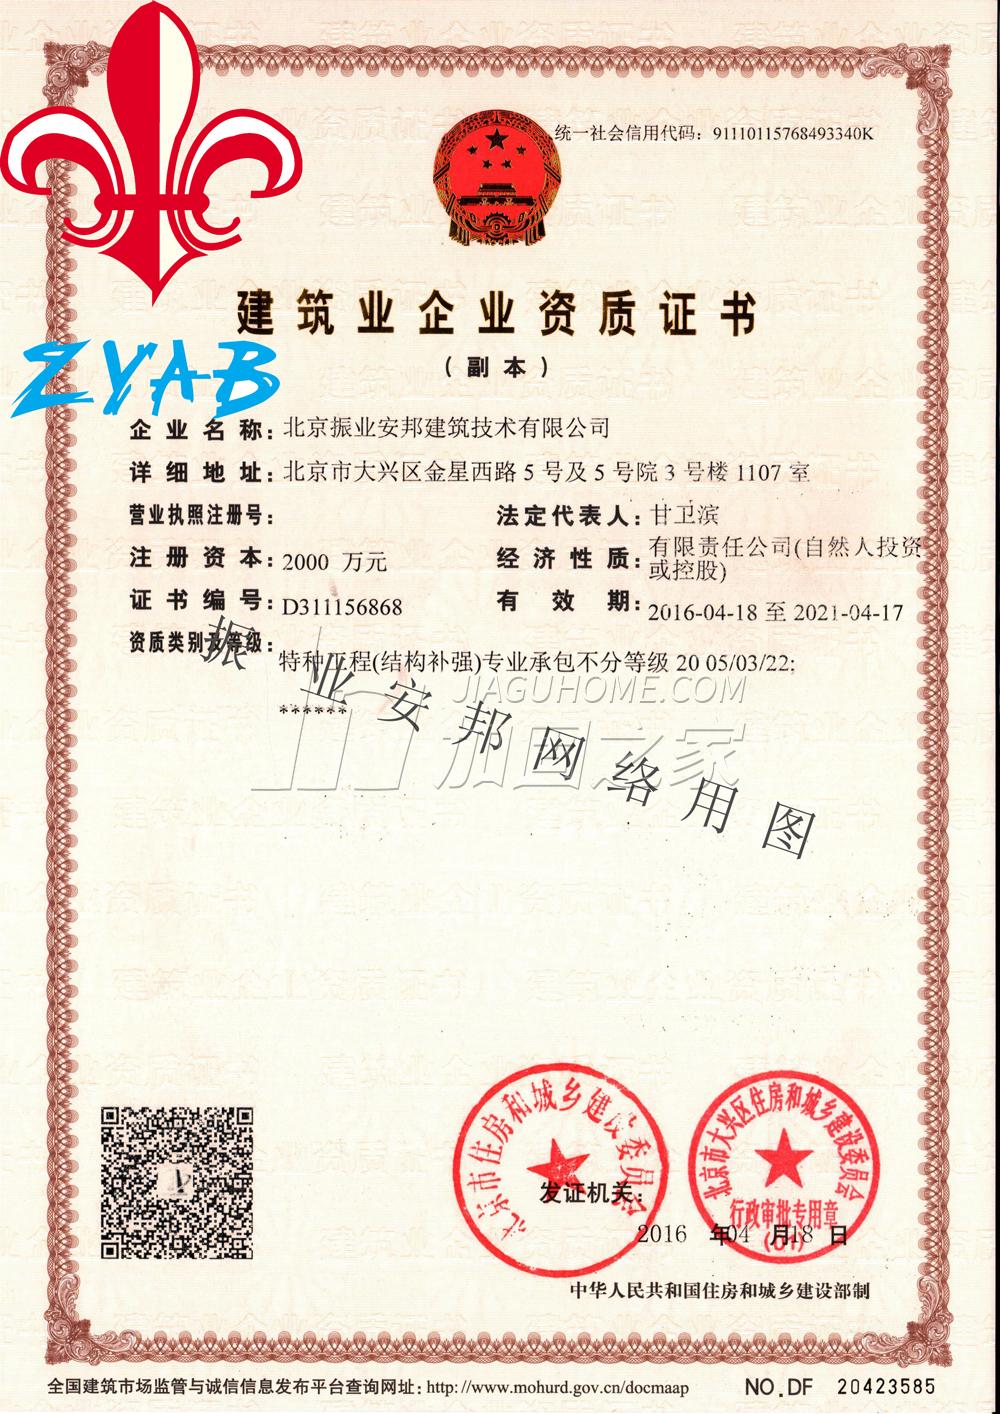 统一社会信用代码：91110115768493340K
建筑业企业资质证书
（副本）
ZYAB
企业名称：北京振业安邦建筑技术有限公司
详细地址：北京市大兴区金星西路5号及5号院3号楼1107室
营业执照注册号：
法定代表人：甘卫滨
注册资本：2000 万元
经济性质：有限责任公司(自然人投资
或控股)
证书编号：D311156868
有效期：2016-04-18 至 2021-04-17
资质类别及等级：
特种工程(结构补强)专业承包不分等级 20 05/03/22;
******
JIAGUHOME.COM
加固之家
振业安邦网络用图
北京市住房和城乡建设委员会
北京市大兴区住房和城乡建设委员会
行政审批专用章
(01)
发证机关：
2016 年04 月18 日
中华人民共和国住房和城乡建设部制
全国建筑市场监管与诚信信息发布平台查询网址：http://www.mohurd.gov.cn/docmaap
NO.DF 20423585